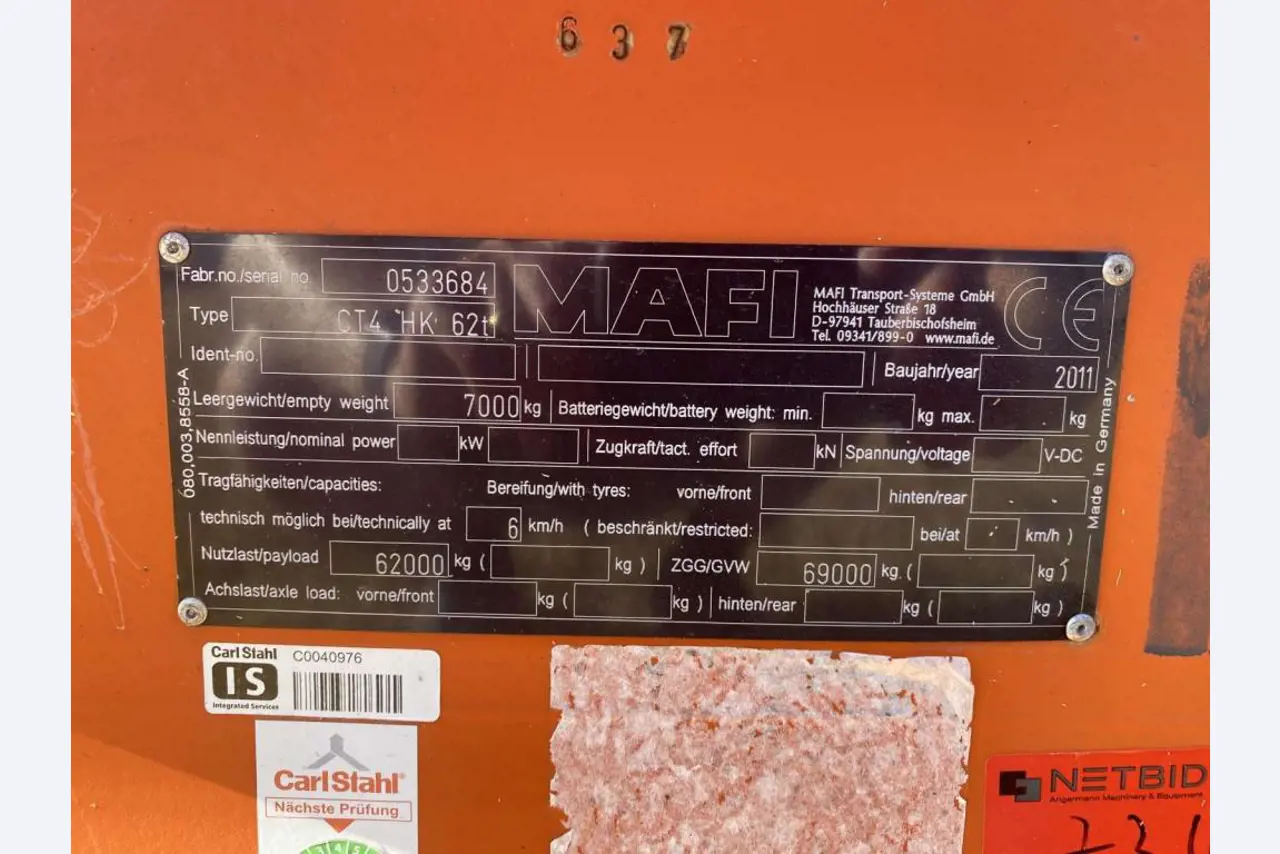 637
Fabr.no./serial no. 0533684
MAFI
MAFI Transport-Systeme GmbH
Hochhäuser Straße 18
D-97941 Tauberbischofsheim
Tel. 09341/899-0 www.mafi.de
CE
Type CT4 HK 62t
Ident-no.
Baujahr/year 2011
Leergewicht/empty weight 7000 kg Batteriegewicht/battery weight: min. kg max. kg
Nennleistung/nominal power kW Zugkraft/tact. effort kN Spannung/voltage V-DC
Tragfähigkeiten/capacities: Bereifung/with tyres: vorne/front hinten/rear
technisch möglich bei/technically at 6 km/h ( beschränkt/restricted: bei/at km/h )
Nutzlast/payload 62000 kg ( kg ) ZGG/GVW 69000 kg ( kg )
Achslast/axle load: vorne/front kg ( kg ) hinten/rear kg ( kg )
080,003,8558-A
Made in Germany
Carl Stahl C0040976
IS
Integrated Services
Carl Stahl®
Nächste Prüfung
3 4 5
NETBID
Angermann Machinery & Equipment